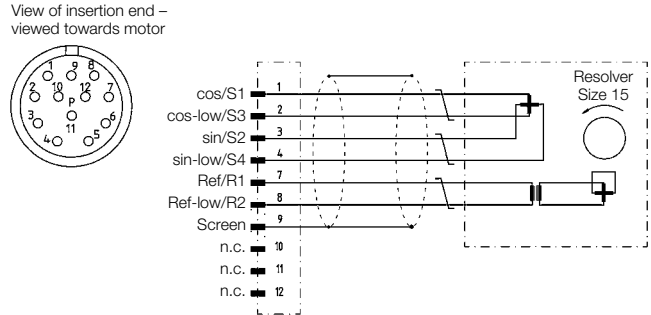 View of insertion end –
viewed towards motor
1 9 8
2 10 12 7
P
3 11 6
4 5
Resolver
Size 15
cos/S1 1
cos-low/S3 2
sin/S2 3
sin-low/S4 4
Ref/R1 7
Ref-low/R2 8
Screen 9
n.c. 10
n.c. 11
n.c. 12